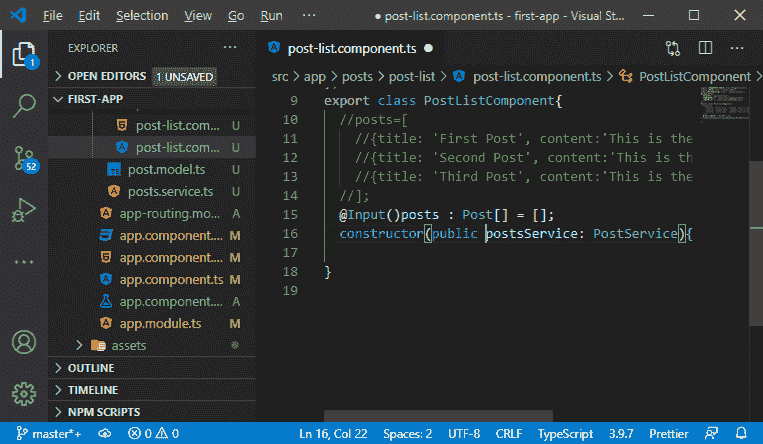 File Edit Selection View Go Run ··· ● post-list.component.ts - first-app - Visual St...
EXPLORER ···
OPEN EDITORS 1 UNSAVED
FIRST-APP
post-list.com... U
post-list.com... U
post.model.ts U
posts.service.ts U
app-routing.mo... A
app.component.... M
app.component.... M
app.component.ts M
app.component.... A
app.module.ts M
assets
OUTLINE
TIMELINE
NPM SCRIPTS
1
52
post-list.component.ts ●
src > app > posts > post-list > post-list.component.ts > PostListComponent
9 export class PostListComponent{
10 //posts=[
11 //{title: 'First Post', content:'This is the
12 //{title: 'Second Post', content:'This is th
13 //{title: 'Third Post', content:'This is the
14 //];
15 @Input()posts : Post[] = [];
16 constructor(public postsService: PostService){
17
18 }
19
master*+ 0 0 Ln 16, Col 22 Spaces: 2 UTF-8 CRLF TypeScript 3.9.7 Prettier